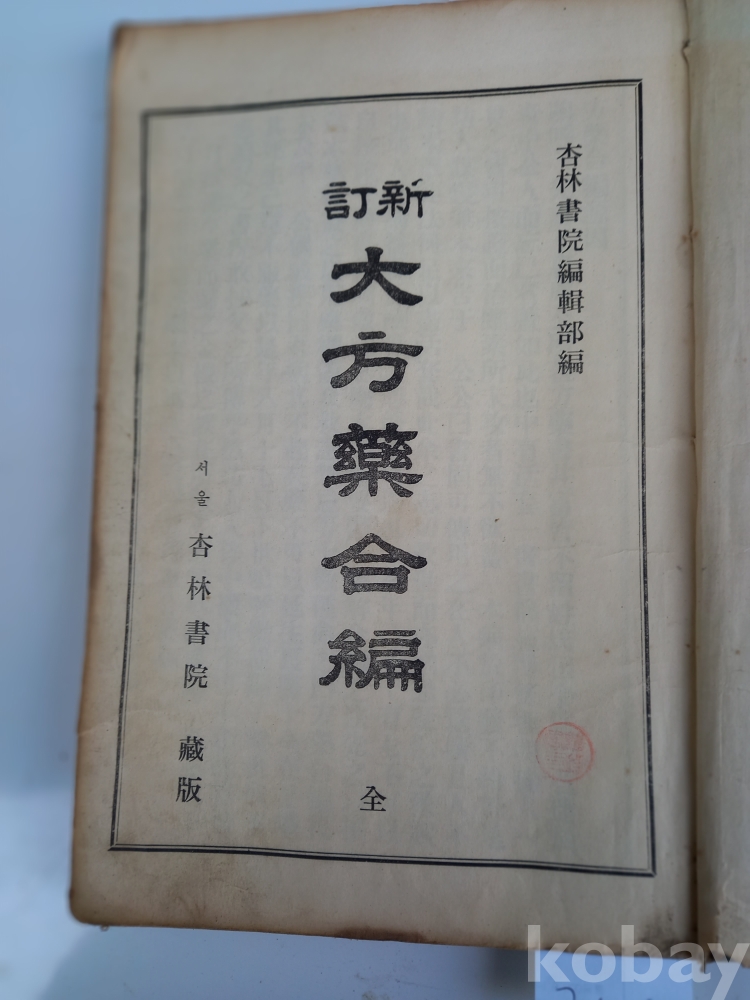 杏林書院編輯部編
新訂
大方藥合編
全
서울 杏林書院 藏版
kobay